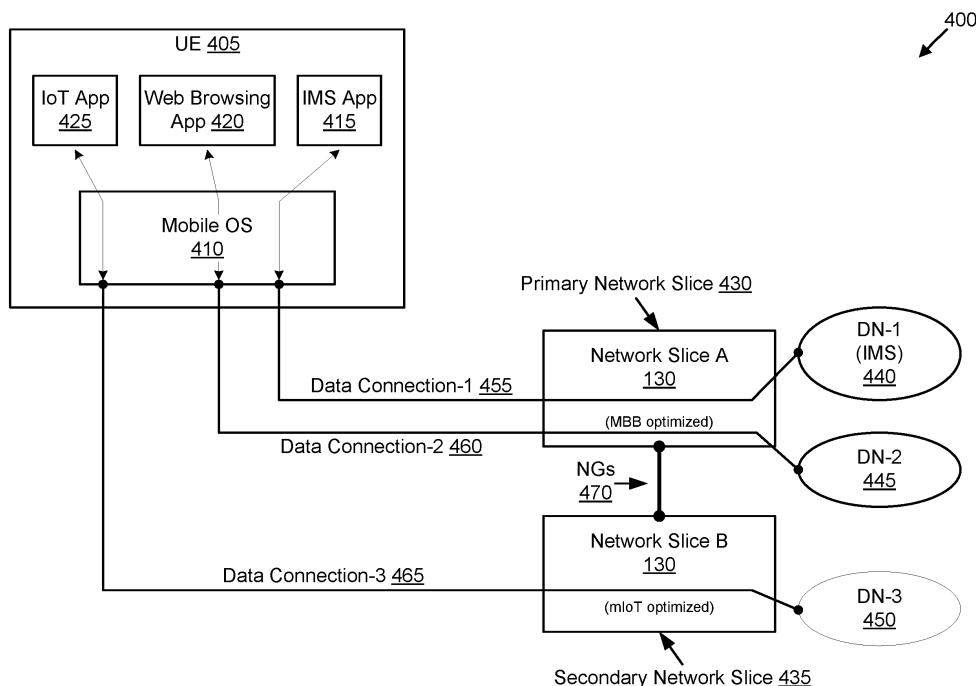 400
UE 405
IoT App
425
Web Browsing
App 420
IMS App
415
Mobile OS
410
Primary Network Slice 430
Network Slice A
130
(MBB optimized)
DN-1
(IMS)
440
Data Connection-1 455
Data Connection-2 460
DN-2
445
NGs
470
Network Slice B
130
(mIoT optimized)
Data Connection-3 465
DN-3
450
Secondary Network Slice 435